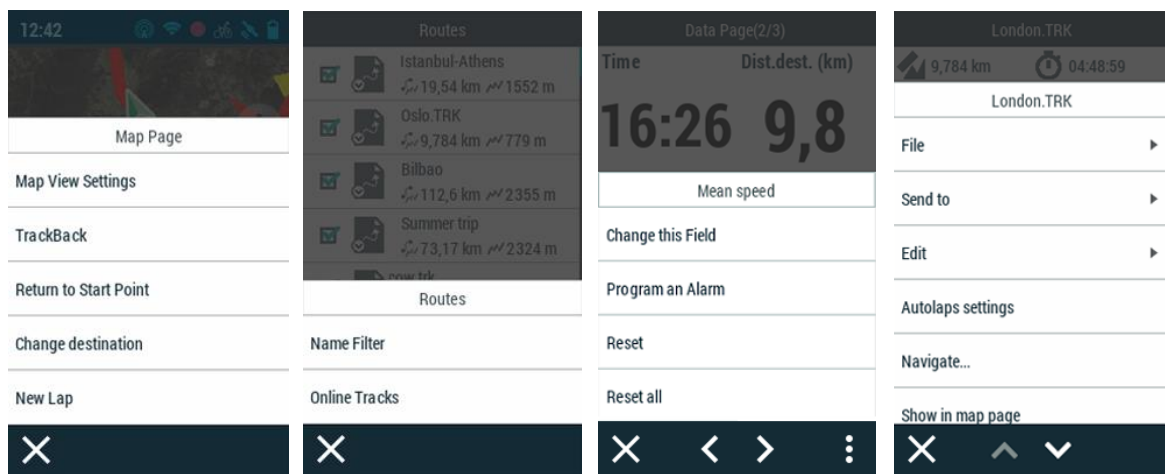 12:42
Map Page
Map View Settings
TrackBack
Return to Start Point
Change destination
New Lap
Routes
Istanbul-Athens
19,54 km 1552 m
Oslo.TRK
9,784 km 779 m
Bilbao
112,6 km 2355 m
Summer trip
73,17 km 2324 m
cow.trk
Routes
Name Filter
Online Tracks
Data Page(2/3)
Time Dist.dest. (km)
16:26 9,8
Mean speed
Change this Field
Program an Alarm
Reset
Reset all
London.TRK
9,784 km 04:48:59
London.TRK
File
Send to
Edit
Autolaps settings
Navigate...
Show in map page